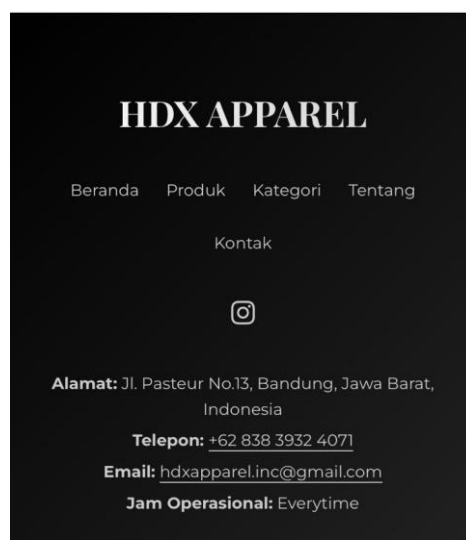 HDX APPAREL
Beranda Produk Kategori Tentang
Kontak
Alamat: Jl. Pasteur No.13, Bandung, Jawa Barat,
Indonesia
Telepon: +62 838 3932 4071
Email: hdxapparel.inc@gmail.com
Jam Operasional: Everytime